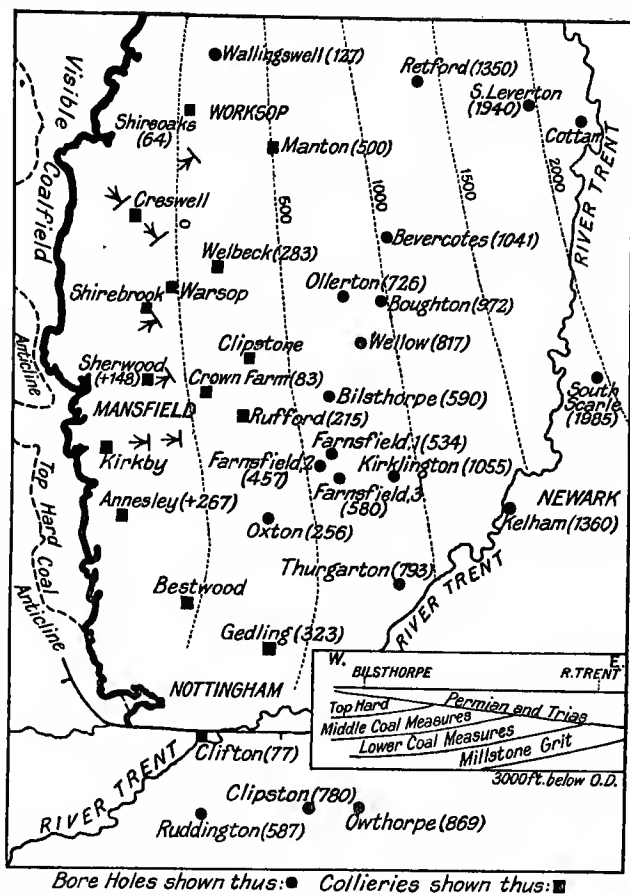 Wallingswell (127)
Retford (1350)
S. Leverton
(1940)
Cottam
Visible
Coalfield
Shireoaks
(64)
WORKSOP
Manton (500)
2000
1500
1000
500
0
RIVER TRENT
Creswell
Bevercotes (1041)
Welbeck (283)
Ollerton (726)
Shirebrook
Warsop
Boughton (972)
Anticline
Clipstone
Wellow (817)
Sherwood
(+148)
Crown Farm (83)
Bilsthorpe (590)
South
Scarle
(1985)
MANSFIELD
Rufford (215)
Farnsfield, 1 (534)
Kirkby
Farnsfield, 2
(457)
Kirklington (1055)
Farnsfield, 3
(580)
NEWARK
Top Hard Coal
Annesley (+267)
Oxton (256)
Kelham (1360)
Anticline
Thurgarton (793)
RIVER TRENT
Bestwood
Gedling (323)
NOTTINGHAM
W.
E.
BILSTHORPE
R. TRENT
Top Hard
Permian and Trias
Middle Coal Measures
Lower Coal Measures
Millstone Grit
3000 ft. below O.D.
Clifton (77)
RIVER TRENT
Clipston (780)
Ruddington (587)
Owthorpe (869)
Bore Holes shown thus: ● Collieries shown thus: ■